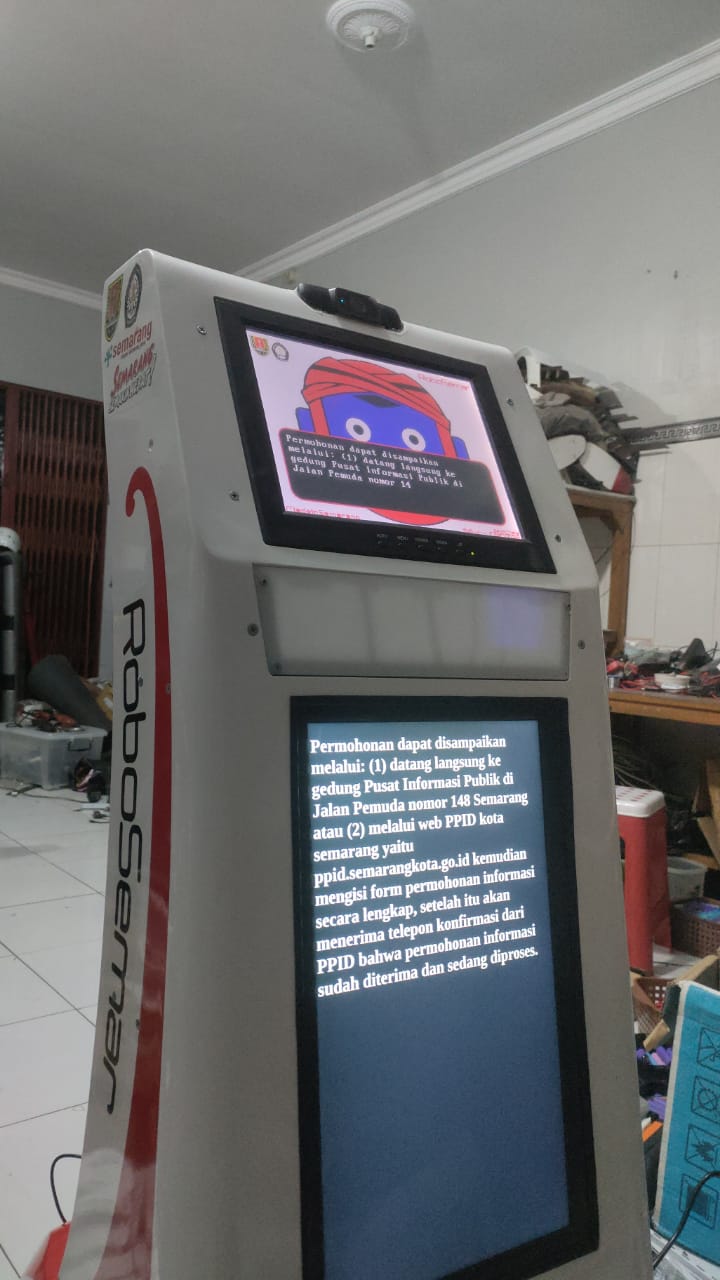 semarang
SEMARANG
RoboSemar
Permohonan dapat disampaikan
melalui: (1) datang langsung ke
gedung Pusat Informasi Publik di
Jalan Pemuda nomor 14
RoboSemar
Permohonan dapat disampaikan
melalui: (1) datang langsung ke
gedung Pusat Informasi Publik di
Jalan Pemuda nomor 148 Semarang
atau (2) melalui web PPID kota
semarang yaitu
ppid.semarangkota.go.id kemudian
mengisi form permohonan informasi
secara lengkap, setelah itu akan
menerima telepon konfirmasi dari
PPID bahwa permohonan informasi
sudah diterima dan sedang diproses.